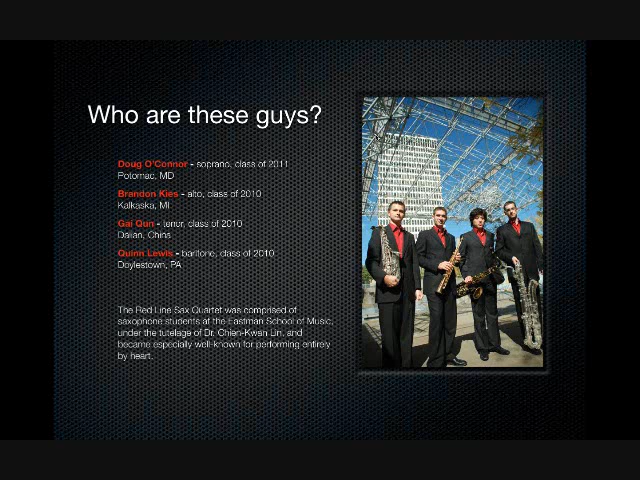 Who are these guys?
Doug O'Connor - soprano, class of 2011
Potomac, MD
Brandon Kies - alto, class of 2010
Kalkaska, MI
Gai Qun - tenor, class of 2010
Dalian, China
Quinn Lewis - baritone, class of 2010
Doylestown, PA
The Red Line Sax Quartet was comprised of
saxophone students at the Eastman School of Music,
under the tutelage of Dr. Chien-Kwan Lin, and
became especially well-known for performing entirely
by heart.